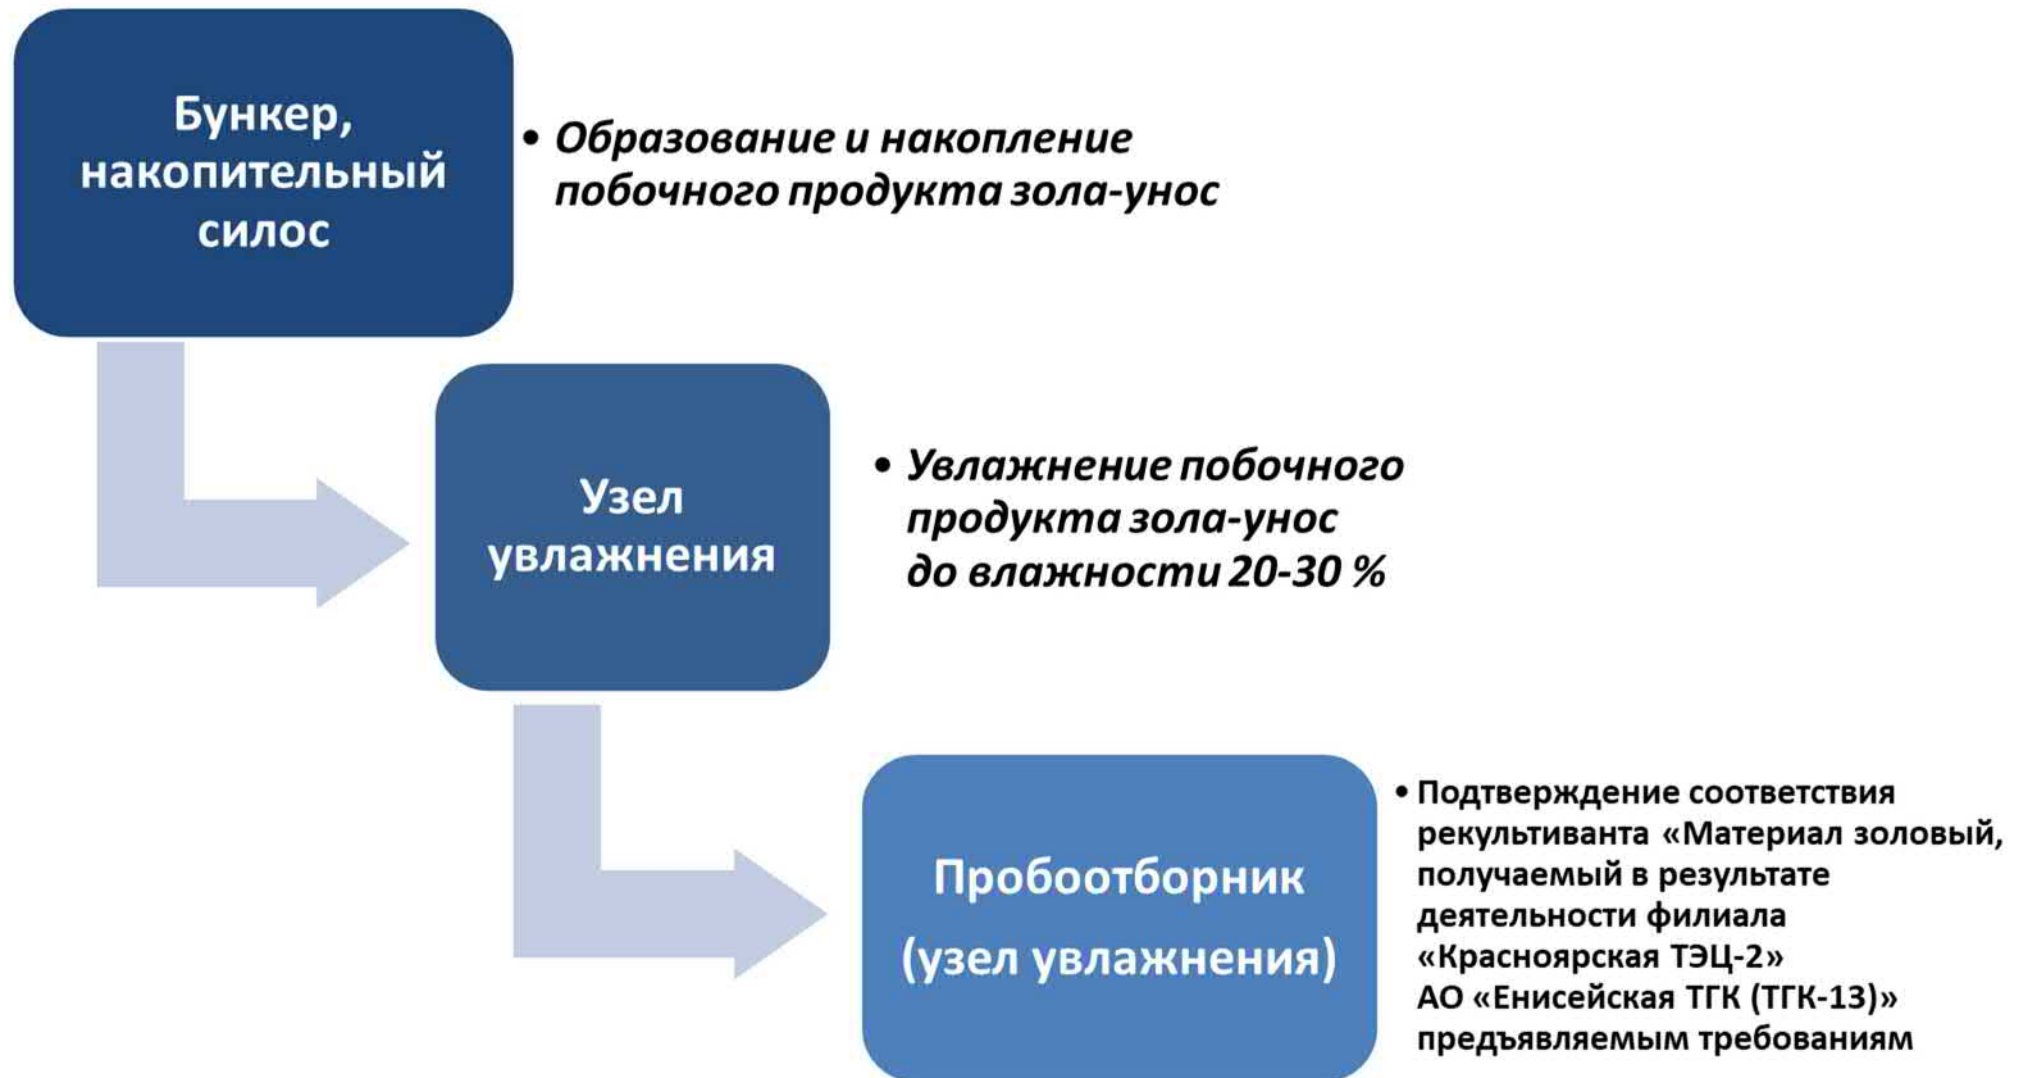 Бункер,
накопительный
силос
• Образование и накопление
побочного продукта зола-унос
Узел
увлажнения
• Увлажнение побочного
продукта зола-унос
до влажности 20-30 %
Пробоотборник
(узел увлажнения)
• Подтверждение соответствия
рекультиванта «Материал золовый,
получаемый в результате
деятельности филиала
«Красноярская ТЭЦ-2»
АО «Енисейская ТГК (ТГК-13)»
предъявляемым требованиям